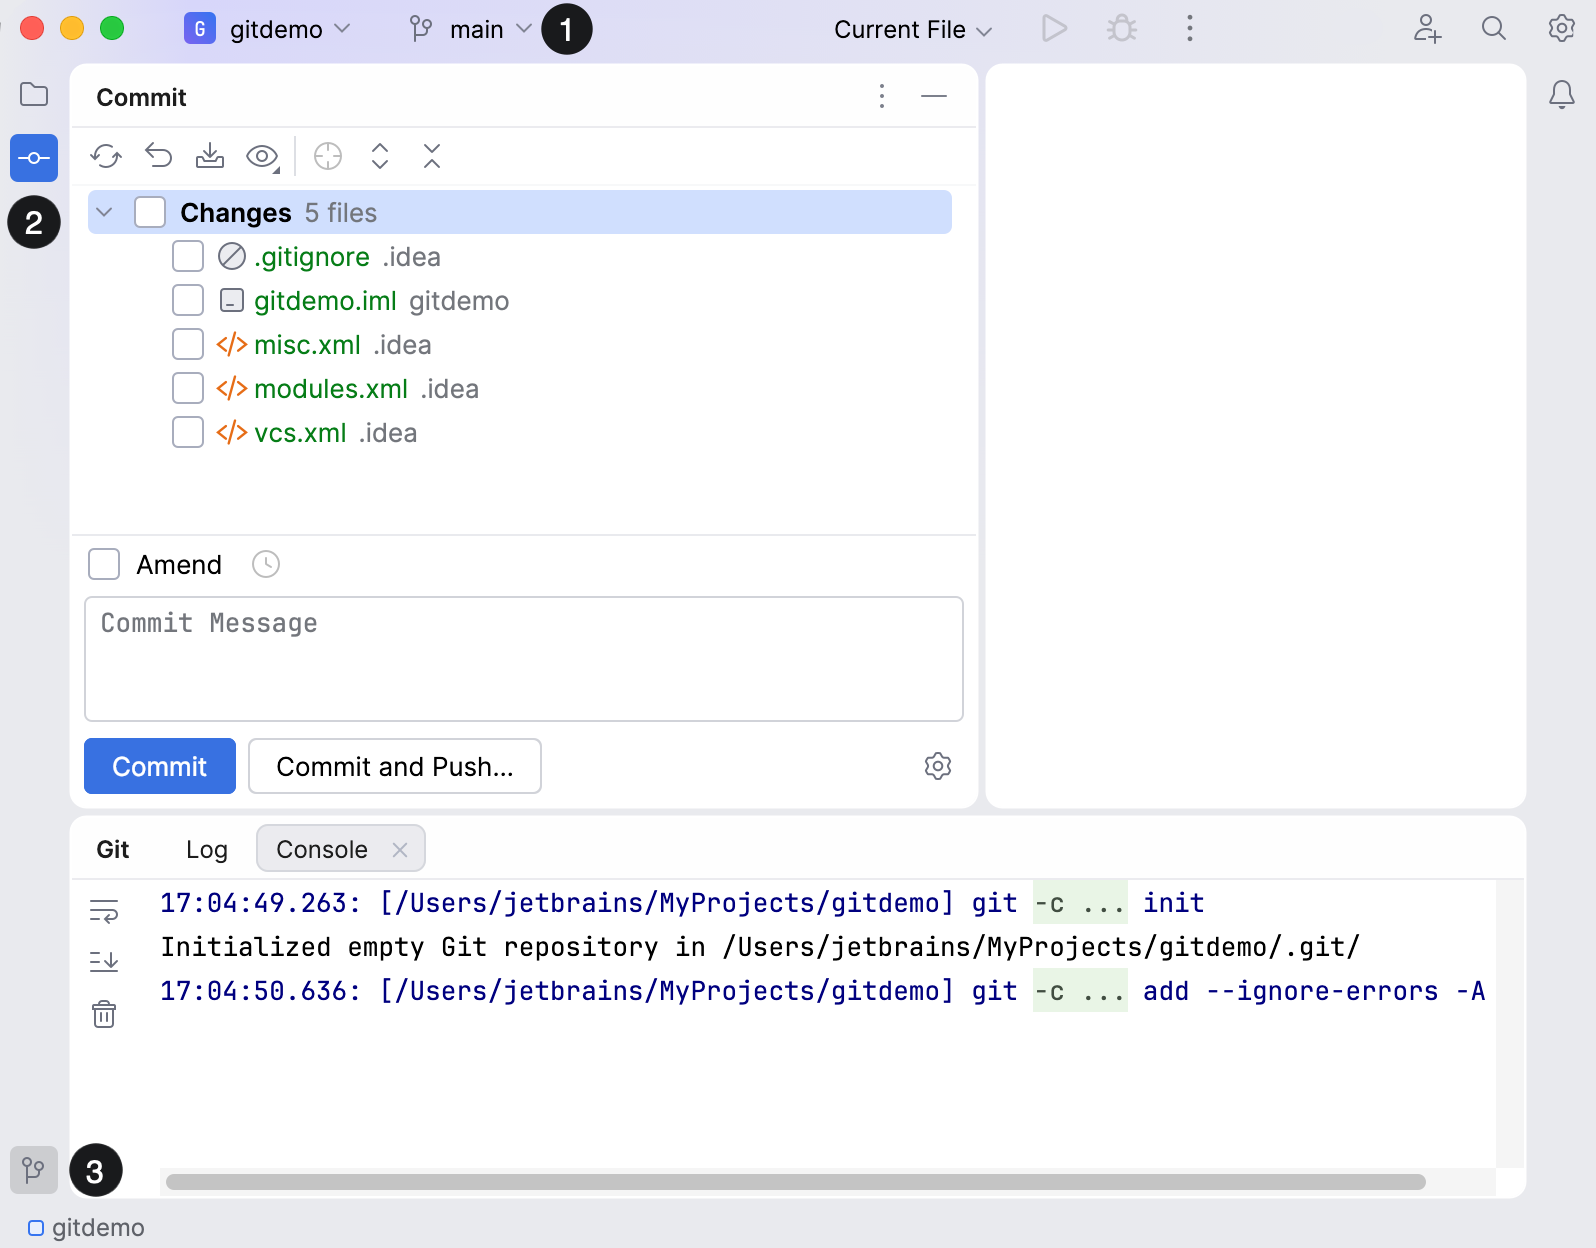 G gitdemo main 1 Current File
Commit
2
Changes 5 files
.gitignore .idea
gitdemo.iml gitdemo
</> misc.xml .idea
</> modules.xml .idea
</> vcs.xml .idea
Amend
Commit Message
Commit Commit and Push...
Git Log Console
17:04:49.263: [/Users/jetbrains/MyProjects/gitdemo] git -c ... init
Initialized empty Git repository in /Users/jetbrains/MyProjects/gitdemo/.git/
17:04:50.636: [/Users/jetbrains/MyProjects/gitdemo] git -c ... add --ignore-errors -A
3
gitdemo